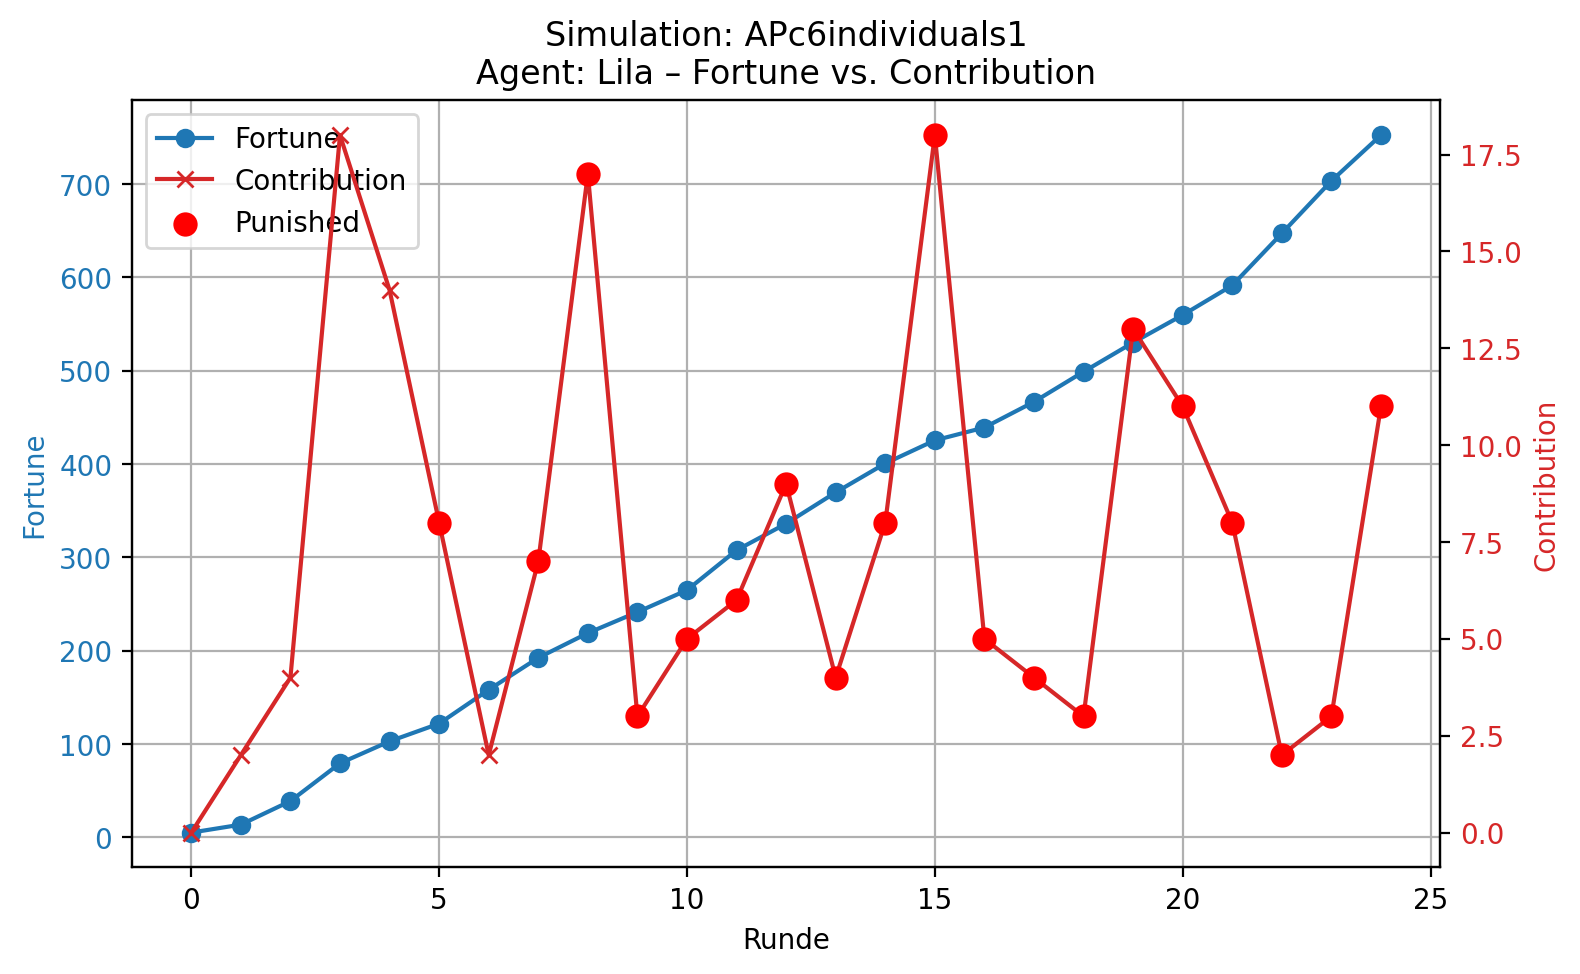 Simulation: APc6individuals1
Agent: Lila – Fortune vs. Contribution
Fortune
Contribution
Punished
700
600
500
400
300
200
100
0
Fortune
17.5
15.0
12.5
10.0
7.5
5.0
2.5
0.0
Contribution
0 5 10 15 20 25
Runde